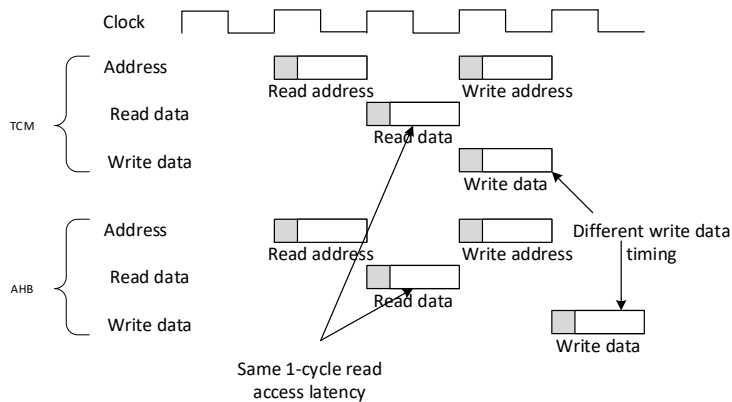 Clock
Address
Read address
Write address
TCM
Read data
Read data
Write data
Write data
Address
Read address
Write address
Different write data
timing
AHB
Read data
Read data
Write data
Write data
Same 1-cycle read
access latency